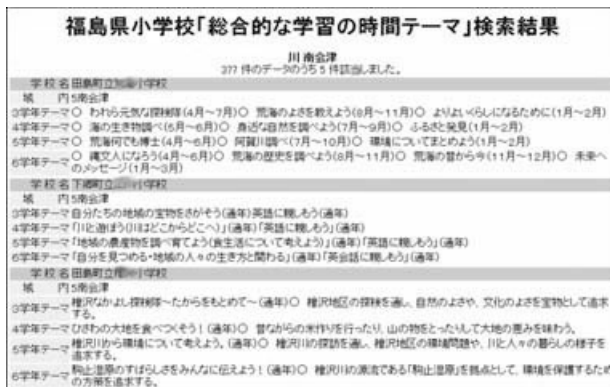 福島県小学校「総合的な学習の時間テーマ」検索結果
川 南会津
377 件のデータのうち 5 件該当しました。
学 校 名 田島町立 小学校
域 内 5南会津
3学年テーマ 〇 われら元気な探検隊(4月～7月)〇 荒海のよさを教えよう(8月～11月)〇 よりよいくらしになるために(1月～2月)
4学年テーマ 〇 海の生き物調べ(5月～6月)〇 身近な自然を調べよう(7月～9月)〇 ふるさと発見(1月～2月)
5学年テーマ 〇 荒海何でも博士(4月～6月)〇 阿賀川調べ(7月～10月)〇 環境についてまとめよう(1月～2月)
6学年テーマ 〇 縄文人になろう(4月～6月)〇 荒海の歴史を調べよう(8月～11月)〇 荒海の昔から今(11月～12月)〇 未来へ
のメッセージ(1月～3月)
学 校 名 下郷町立 小学校
域 内 5南会津
3学年テーマ 自分たちの地域の宝物をさがそう(通年)英語に親しもう(通年)
4学年テーマ 「川と遊ぼう(川はどこからどこへ)」(通年)「英語に親しもう」(通年)
5学年テーマ 「地域の農産物を調べ育てよう(食生活について考えよう)」(通年)「英語に親しもう」(通年)
6学年テーマ 「自分を見つめる・地域の人々の生き方と関わる」(通年)「英会話に親しもう」(通年)
学 校 名 田島町立 小学校
域 内 5南会津
3学年テーマ 檜沢なかよし探検隊～たからをもとめて～(通年)〇 檜沢地区の探検を通し、自然のよさや、文化のよさを宝物として追求
する。
4学年テーマ ひさわの大地を食べつくそう!(通年)〇 昔ながらの米作りを行ったり、山の物をとったりして大地の恵みを味わう。
5学年テーマ 檜沢川から環境について考えよう。(通年)〇 檜沢川の探訪を通し、檜沢地区の環境問題や、川と人々の暮らしの様子を
追求する。
6学年テーマ 駒止湿原のすばらしさをみんなに伝えよう!(通年)〇 檜沢川の源流である「駒止湿原」を拠点として、環境を保護するため
の方策を追求する。